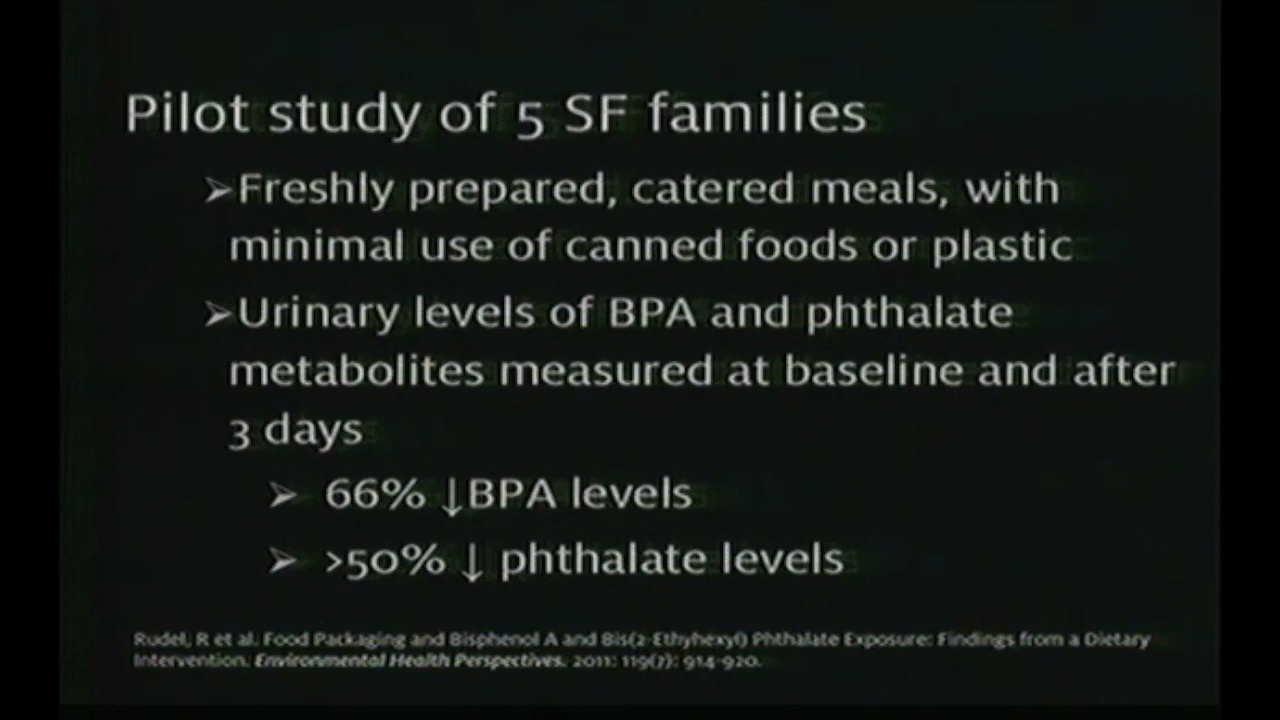 Pilot study of 5 SF families
➢Freshly prepared, catered meals, with
minimal use of canned foods or plastic
➢Urinary levels of BPA and phthalate
metabolites measured at baseline and after
3 days
➢ 66% ↓BPA levels
➢ >50% ↓ phthalate levels
Rudel, R et al. Food Packaging and Bisphenol A and Bis(2-Ethyhexyl) Phthalate Exposure: Findings from a Dietary
Intervention. Environmental Health Perspectives. 2011: 119(7): 914-920.